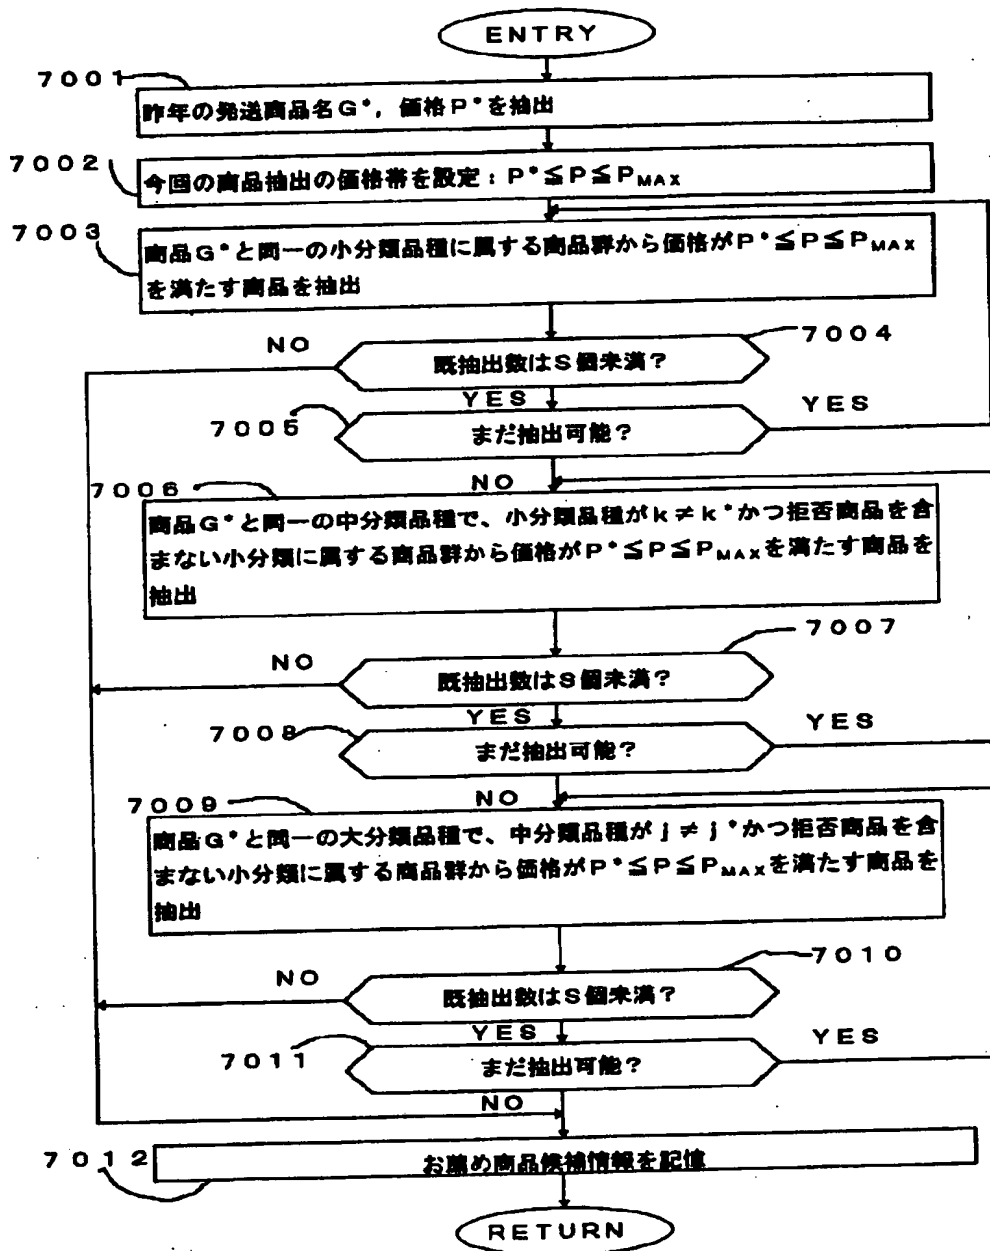 ENTRY
7001
昨年の発送商品名G*,価格P*を抽出
7002
今回の商品抽出の価格帯を設定:P*≦P≦PMAX
7003
商品G*と同一の小分類品種に属する商品群から価格がP*≦P≦PMAX
を満たす商品を抽出
7004
NO
既抽出数はS個未満?
YES
7005
YES
まだ抽出可能?
NO
7006
商品G*と同一の中分類品種で、小分類品種がk≠k*かつ拒否商品を含
まない小分類に属する商品群から価格がP*≦P≦PMAXを満たす商品を
抽出
7007
NO
既抽出数はS個未満?
YES
7008
YES
まだ抽出可能?
NO
7009
商品G*と同一の大分類品種で、中分類品種がj≠j*かつ拒否商品を含
まない小分類に属する商品群から価格がP*≦P≦PMAXを満たす商品を
抽出
7010
NO
既抽出数はS個未満?
YES
7011
YES
まだ抽出可能?
NO
7012
お薦め商品候補情報を記憶
RETURN